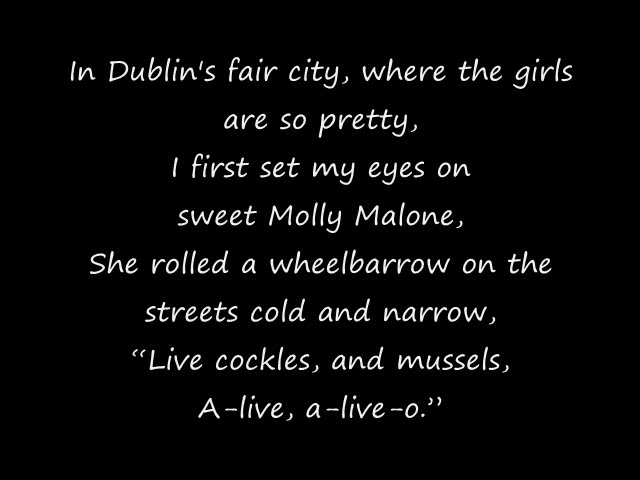 In Dublin's fair city, where the girls
are so pretty,
I first set my eyes on
sweet Molly Malone,
She rolled a wheelbarrow on the
streets cold and narrow,
“Live cockles, and mussels,
A-live, a-live-o.”